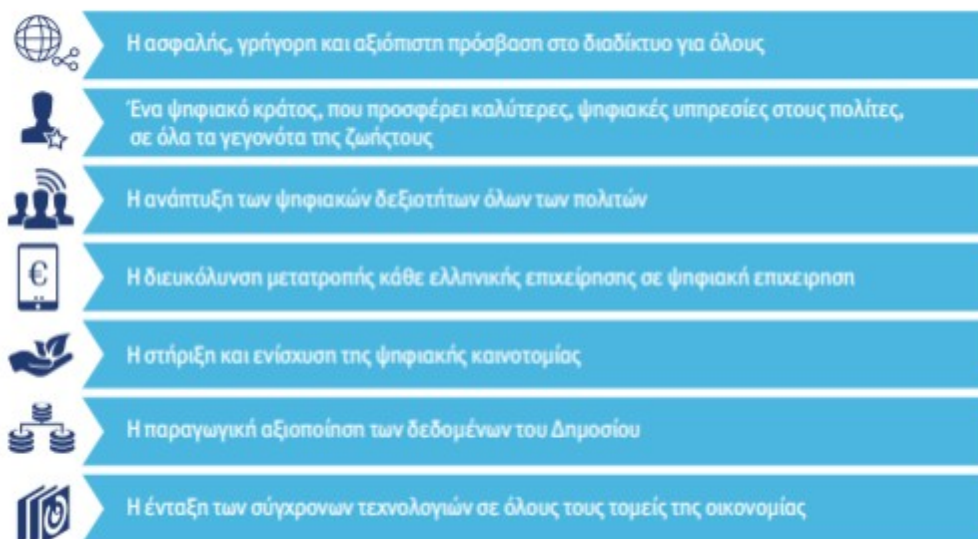 Η ασφαλής, γρήγορη και αξιόπιστη πρόσβαση στο διαδίκτυο για όλους
Ένα ψηφιακό κράτος, που προσφέρει καλύτερες, ψηφιακές υπηρεσίες στους πολίτες,
σε όλα τα γεγονότα της ζωήςτους
Η ανάπτυξη των ψηφιακών δεξιοτήτων όλων των πολιτών
€
Η διευκόλυνση μετατροπής κάθε ελληνικής επιχείρησης σε ψηφιακή επιχειρηση
Η στήριξη και ενίσχυση της ψηφιακής καινοτομίας
Η παραγωγική αξιοποίηση των δεδομένων του Δημοσίου
Η ένταξη των σύγχρονων τεχνολογιών σε όλους τους τομείς της οικονομίας